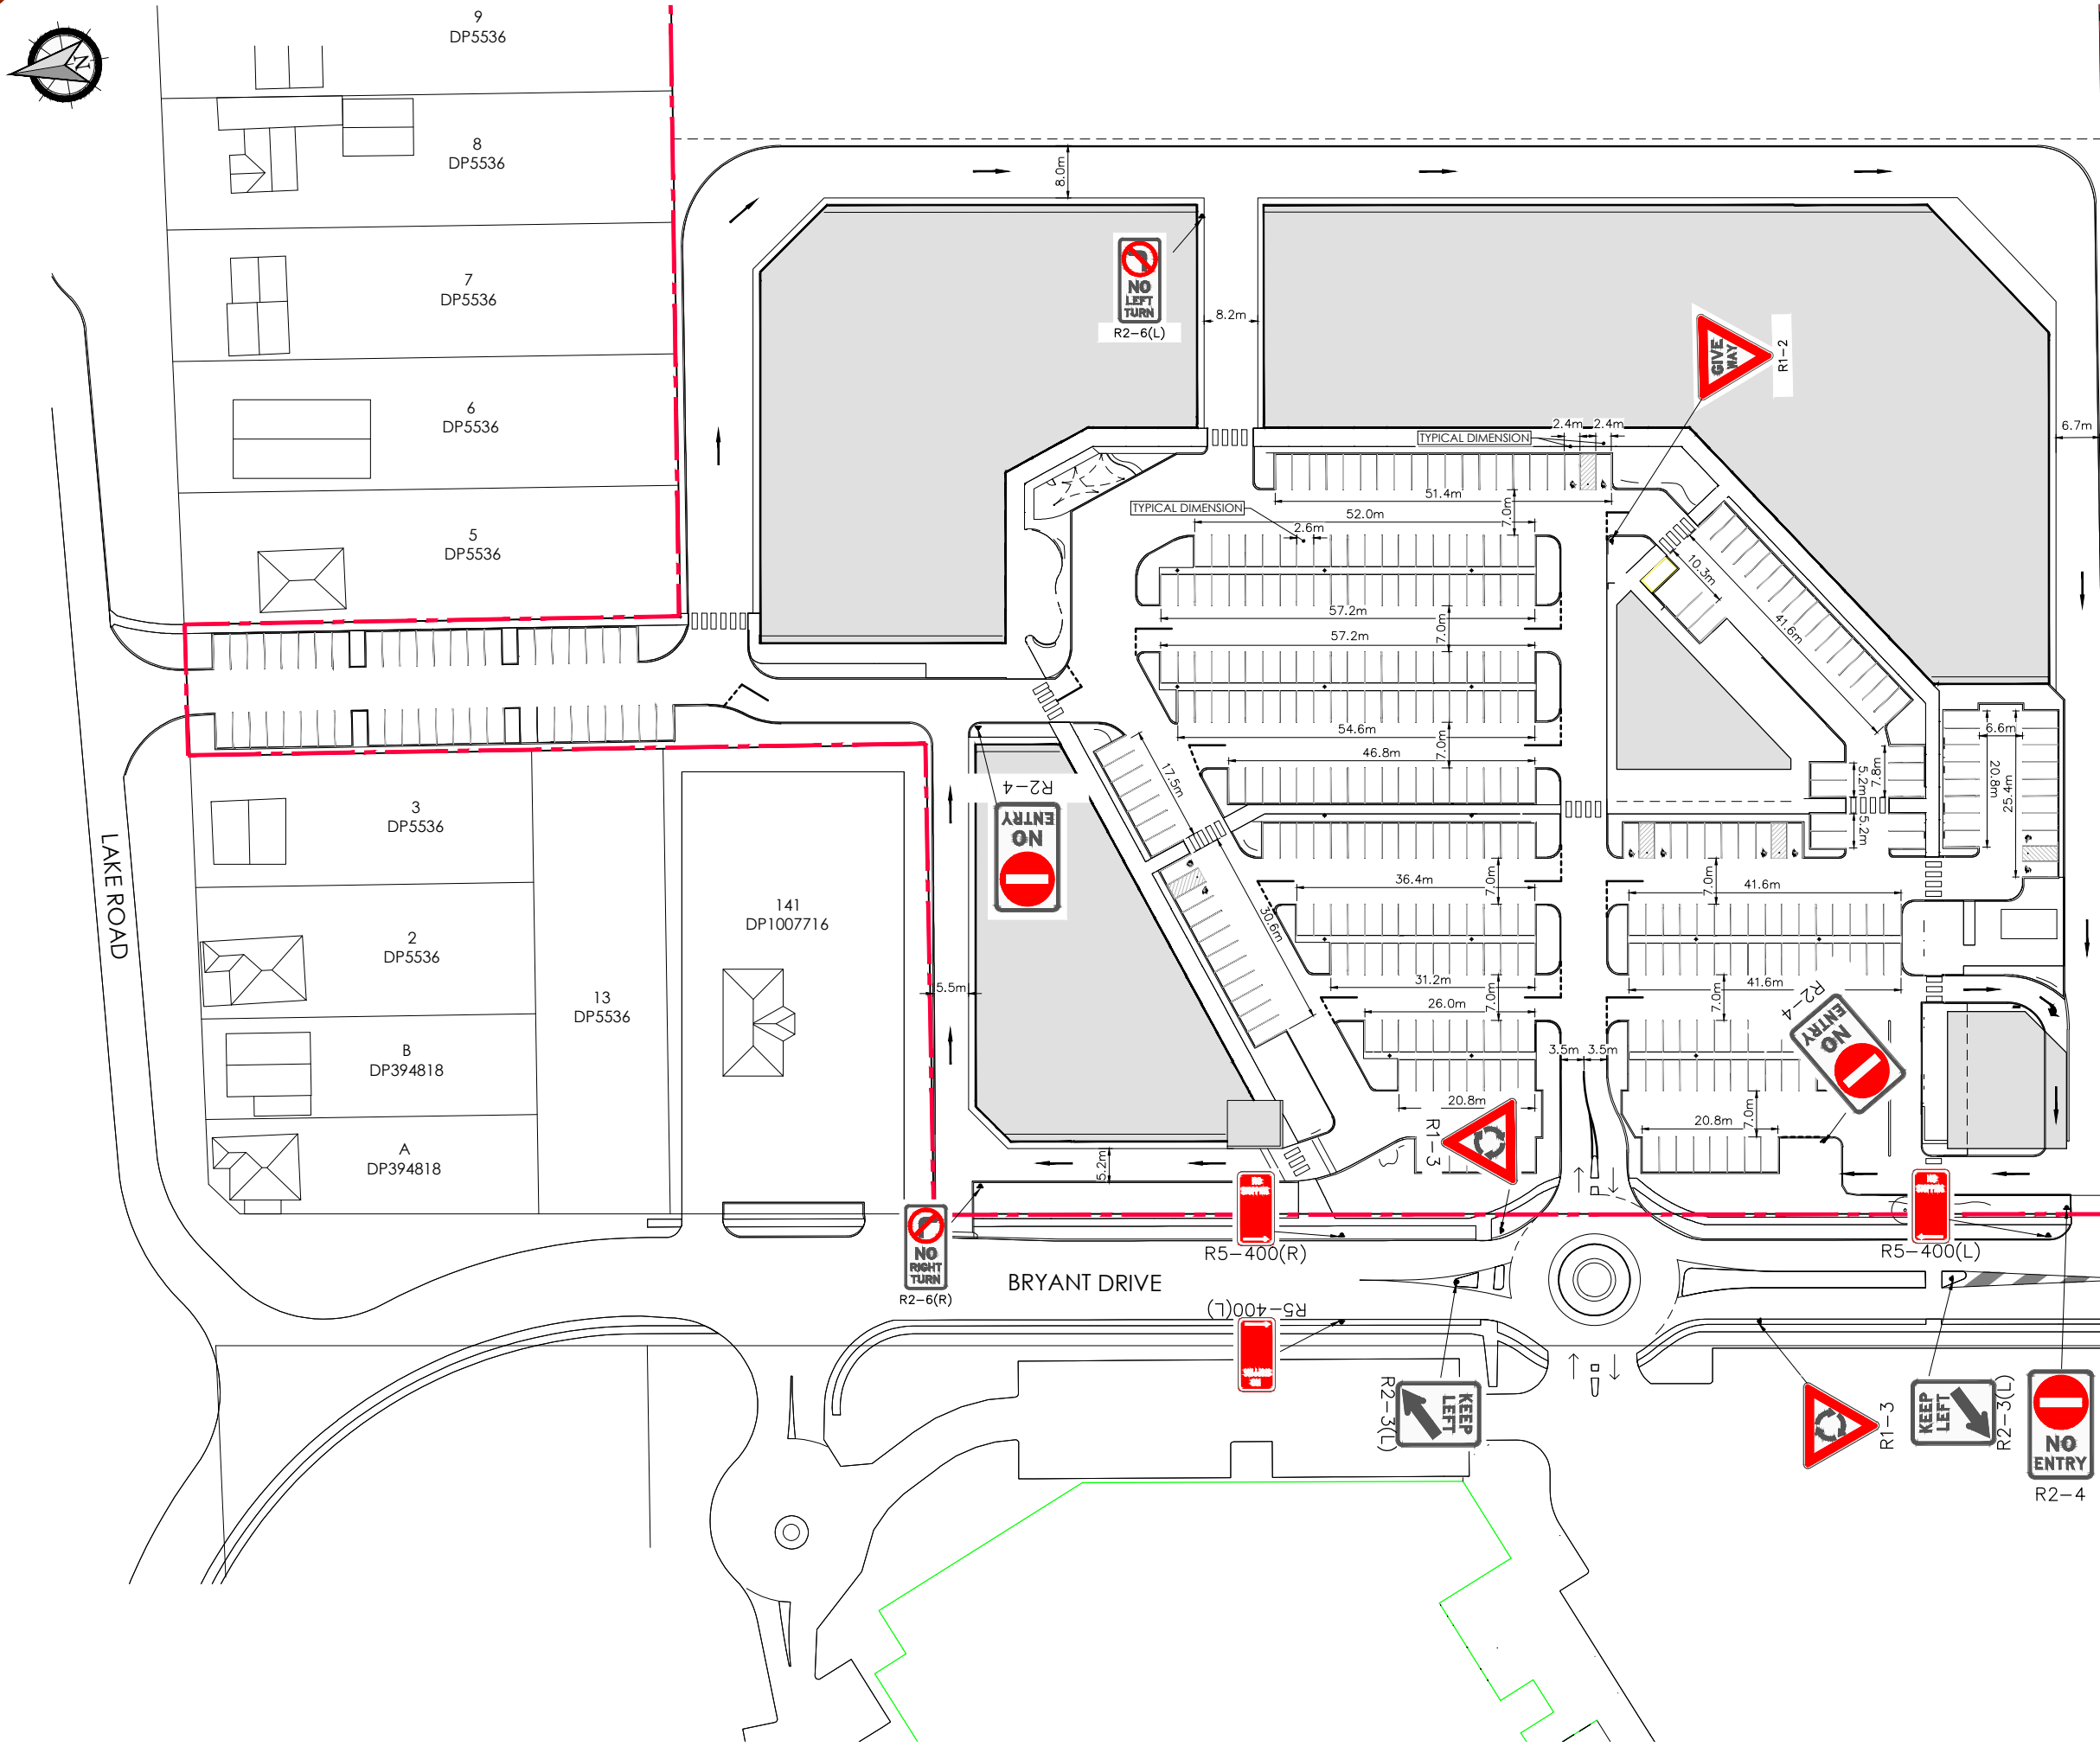 9
DP5536
N
8
DP5536
8.0m
7
DP5536
NO
LEFT
TURN
R2-6(L)
8.2m
GIVE
WAY
R1-2
6
DP5536
2.4m
2.4m
TYPICAL DIMENSION
6.7m
51.4m
7.0m
TYPICAL DIMENSION
52.0m
2.6m
5
DP5536
10.3m
57.2m
57.2m
7.0m
41.6m
54.6m
7.0m
46.8m
17.5m
6.6m
7.8m
5.2m
20.8m
25.4m
5.2m
R2-4
NO
ENTRY
3
DP5536
LAKE ROAD
36.4m
7.0m
7.0m
41.6m
141
DP1007716
30.6m
2
DP5536
13
DP5536
5.5m
31.2m
7.0m
26.0m
41.6m
7.0m
R2-4
NO
ENTRY
B
DP394818
3.5m
3.5m
20.8m
20.8m
7.0m
R1-3
A
DP394818
5.2m
NO
RIGHT
TURN
R2-6(R)
R5-400(R)
R5-400(L)
BRYANT DRIVE
R5-400(L)
KEEP
LEFT
R2-3(L)
R1-3
KEEP
LEFT
R2-3(L)
NO
ENTRY
R2-4